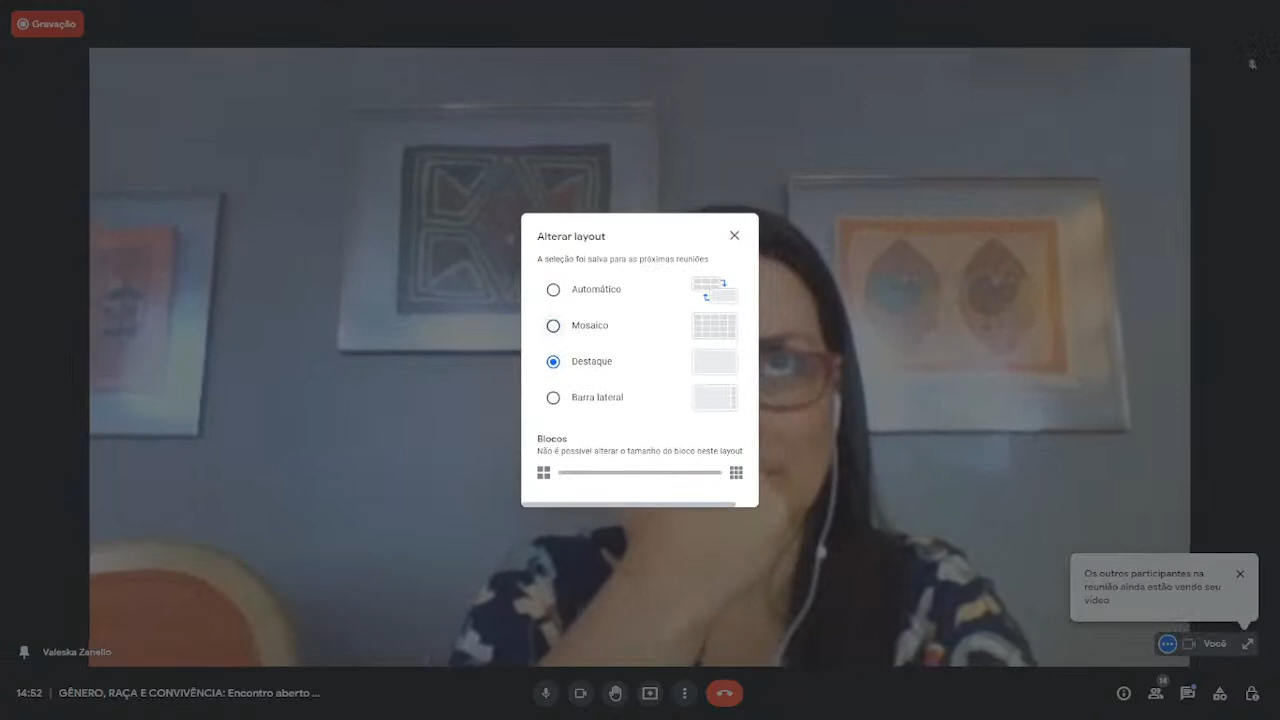 Gravação
Alterar layout
A seleção foi salva para as próximas reuniões
Automático
Mosaico
Destaque
Barra lateral
Blocos
Não é possível alterar o tamanho do bloco neste layout
Os outros participantes na
reunião ainda estão vendo seu
vídeo
Valeska Zanello
Você
14:52 | GÊNERO, RAÇA E CONVIVÊNCIA: Encontro aberto ...
14